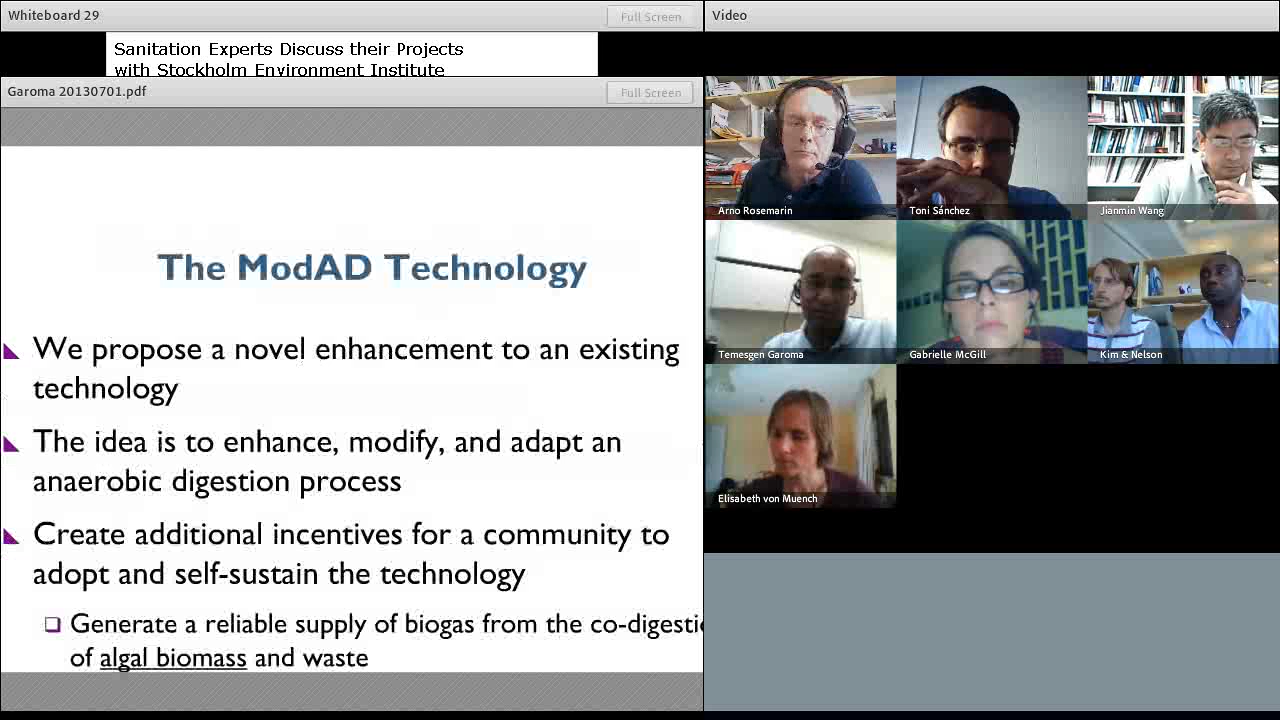 Whiteboard 29
Full Screen
Video
Sanitation Experts Discuss their Projects
with Stockholm Environment Institute
Garoma 20130701.pdf
Full Screen
The ModAD Technology
We propose a novel enhancement to an existing
technology
The idea is to enhance, modify, and adapt an
anaerobic digestion process
Create additional incentives for a community to
adopt and self-sustain the technology
Generate a reliable supply of biogas from the co-digesti
of algal biomass and waste
Arno Rosemarin
Toni Sánchez
Jianmin Wang
Temesgen Garoma
Gabrielle McGill
Kim & Nelson
Elisabeth von Muench